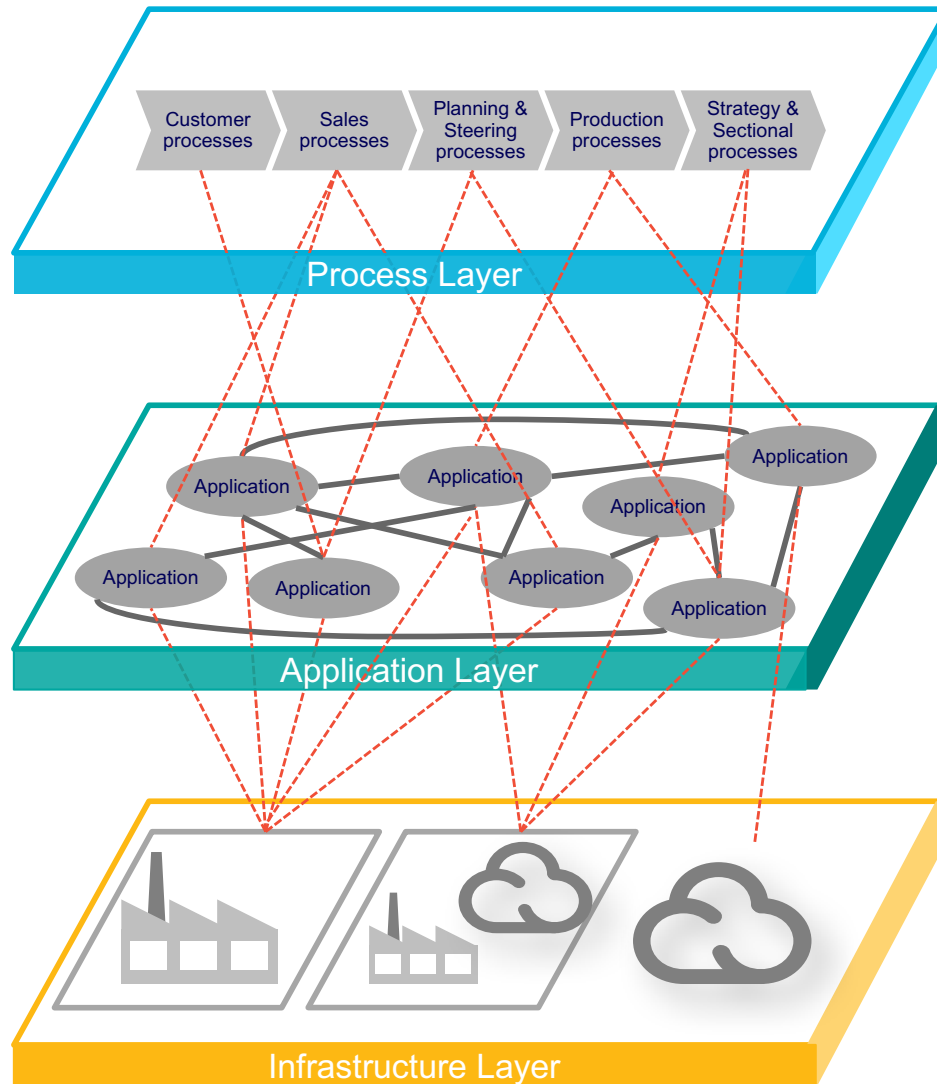 Customer
processes
Sales
processes
Planning &
Steering
processes
Production
processes
Strategy &
Sectional
processes
Process Layer
Application
Application
Application
Application
Application
Application
Application
Application
Application Layer
Infrastructure Layer